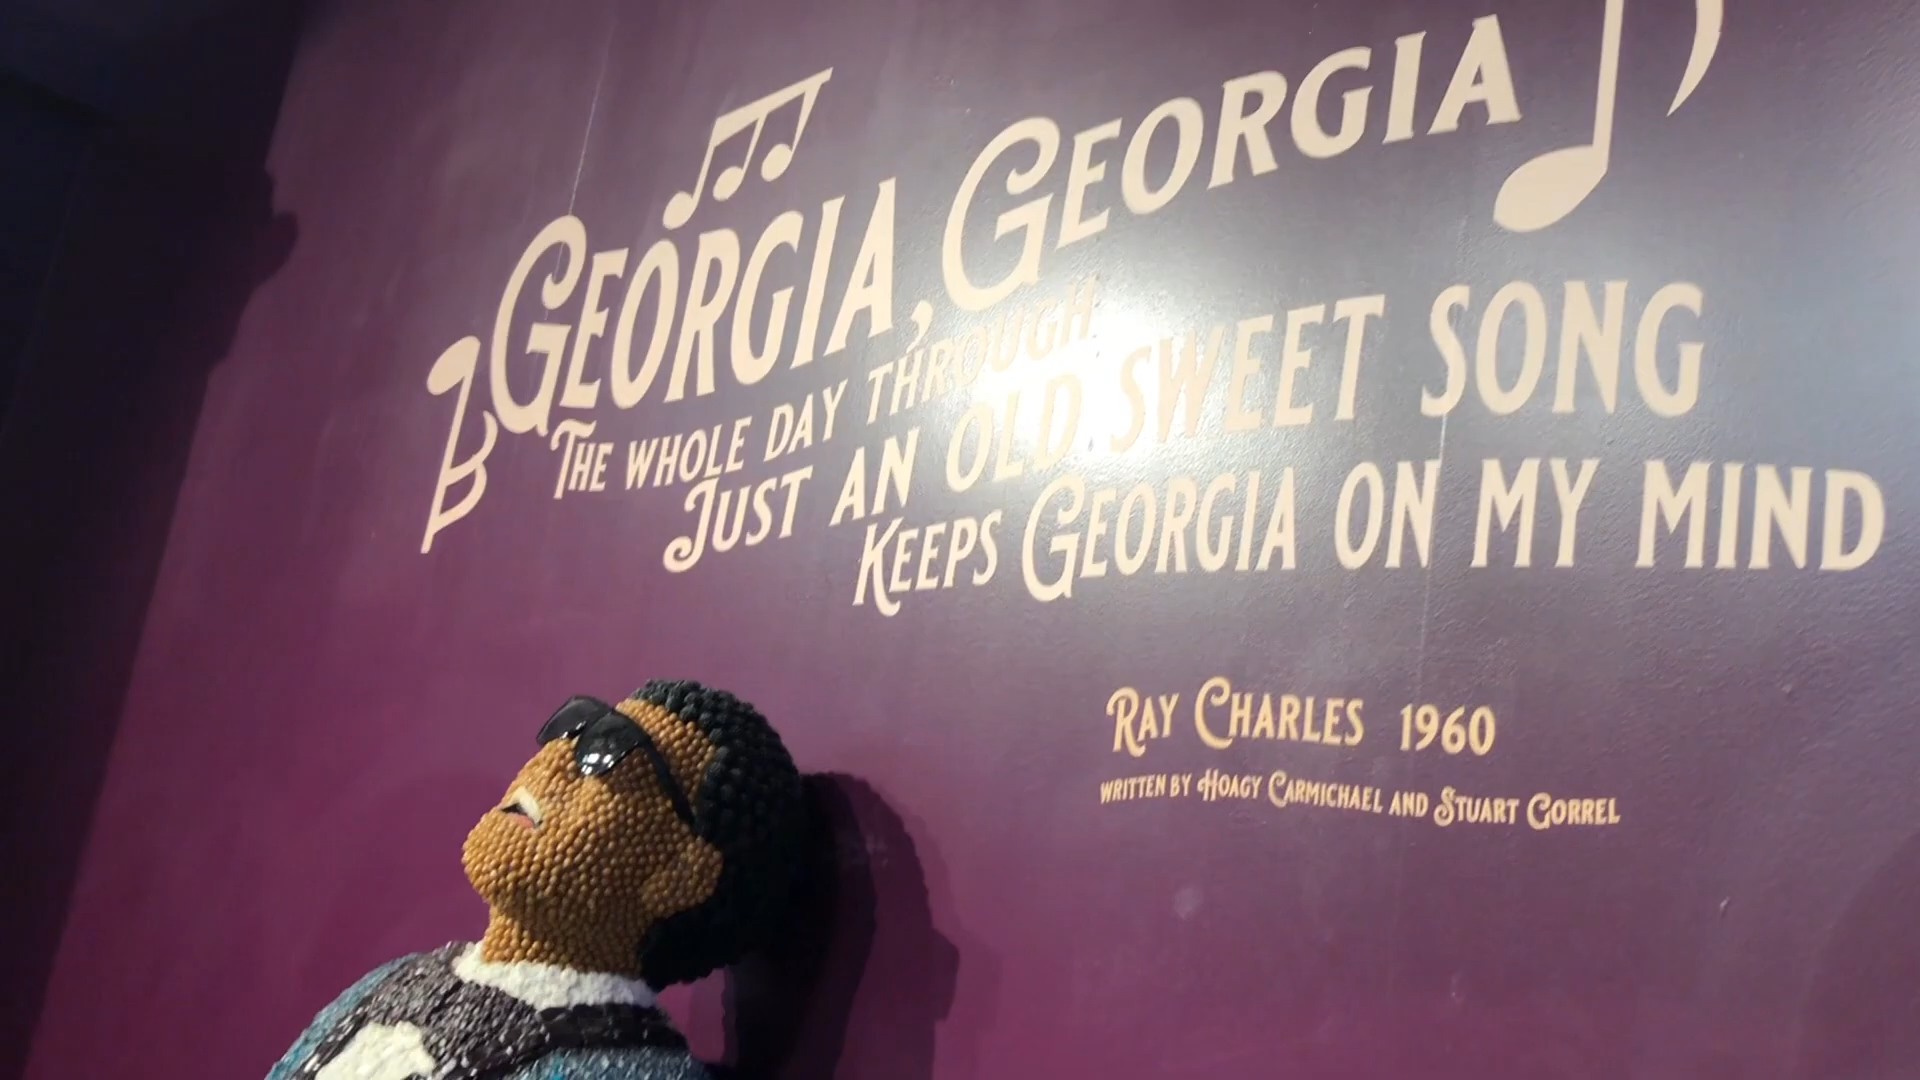 GEORGIA, GEORGIA
THE WHOLE DAY THROUGH
JUST AN OLD SWEET SONG
KEEPS GEORGIA ON MY MIND
RAY CHARLES 1960
WRITTEN BY HOAGY CARMICHAEL AND STUART GORREL